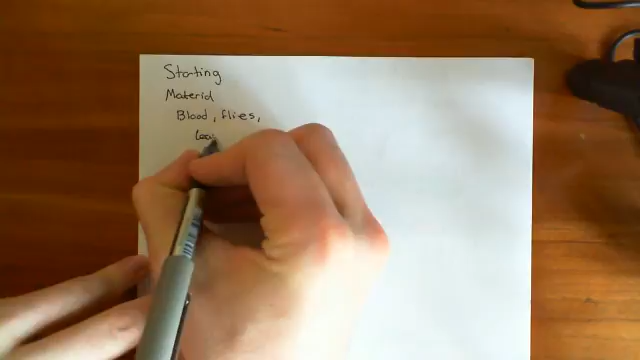 Starting
Material
Blood, flies,